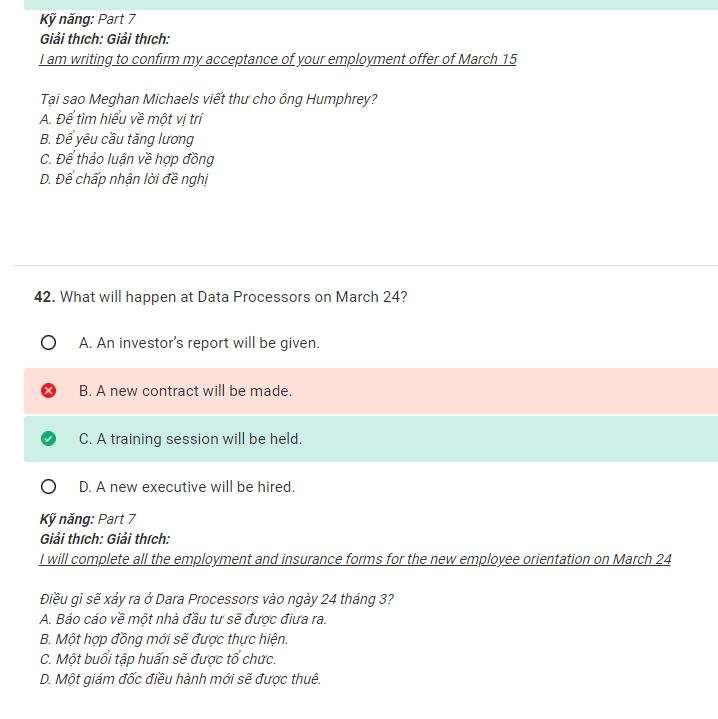 Kỹ năng: Part 7
Giải thích: Giải thích:
I am writing to confirm my acceptance of your employment offer of March 15
Tại sao Meghan Michaels viết thư cho ông Humphrey?
A. Để tìm hiểu về một vị trí
B. Để yêu cầu tăng lương
C. Để thảo luận về hợp đồng
D. Để chấp nhận lời đề nghị
42. What will happen at Data Processors on March 24?
A. An investor’s report will be given.
B. A new contract will be made.
C. A training session will be held.
D. A new executive will be hired.
Kỹ năng: Part 7
Giải thích: Giải thích:
I will complete all the employment and insurance forms for the new employee orientation on March 24
Điều gì sẽ xảy ra ở Dara Processors vào ngày 24 tháng 3?
A. Báo cáo về một nhà đầu tư sẽ được điưa ra.
B. Một hợp đồng mới sẽ được thực hiện.
C. Một buổi tập huấn sẽ được tổ chức.
D. Một giám đốc điều hành mới sẽ được thuê.